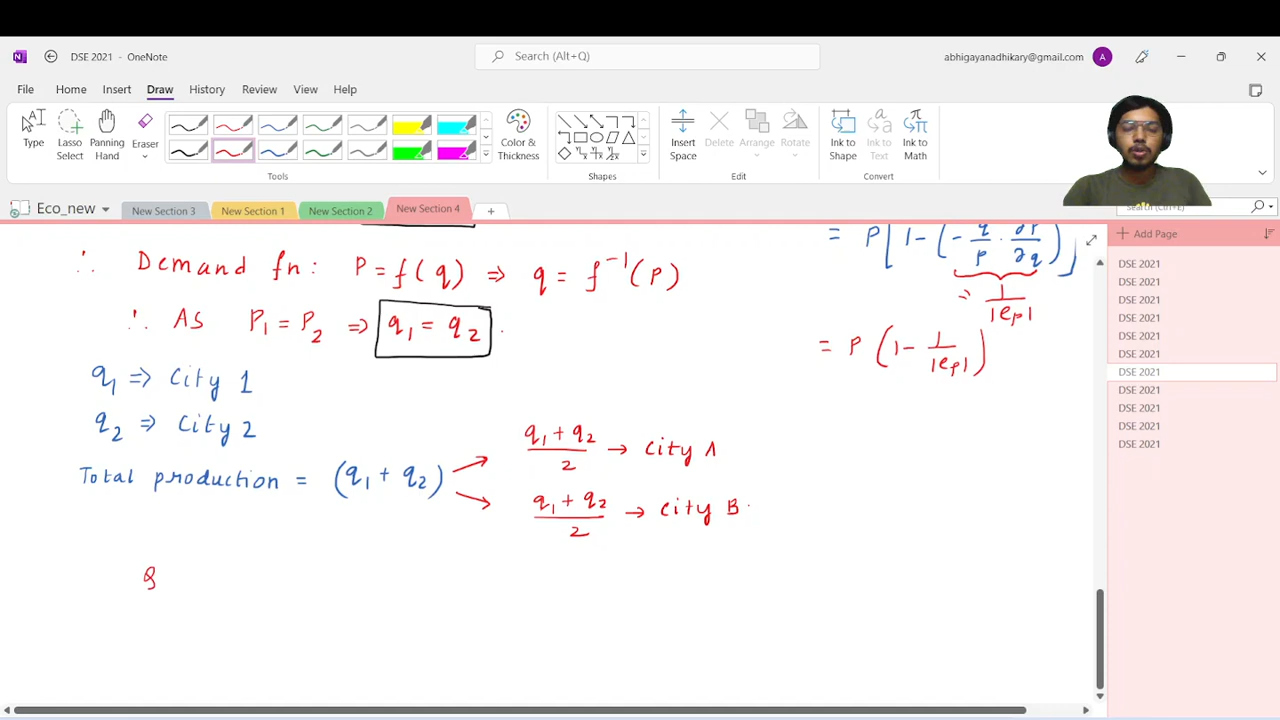 DSE 2021 - OneNote
Search (Alt+Q)
abhigayanadhikary@gmail.com
A
File Home Insert Draw History Review View Help
Type
Lasso Select
Panning Hand
Eraser
Color & Thickness
Insert Space
Delete
Arrange
Rotate
Ink to Shape
Ink to Text
Ink to Math
Tools
Shapes
Edit
Convert
Eco_new
New Section 3
New Section 1
New Section 2
New Section 4
+
Search (Ctrl+E)
Add Page
DSE 2021
DSE 2021
DSE 2021
DSE 2021
DSE 2021
DSE 2021
DSE 2021
DSE 2021
DSE 2021
DSE 2021
DSE 2021
= P[1 - (- q/p · ∂P/∂q)]
= 1/|ep|
= P (1 - 1/|ep|)
∴ Demand fn: P = f(q) ⇒ q = f⁻¹(P)
∴ As P₁ = P₂ ⇒ q₁ = q₂.
q₁ ⇒ City 1
q₂ ⇒ City 2
Total production = (q₁ + q₂)
(q₁ + q₂)/2 → City A
(q₁ + q₂)/2 → City B.